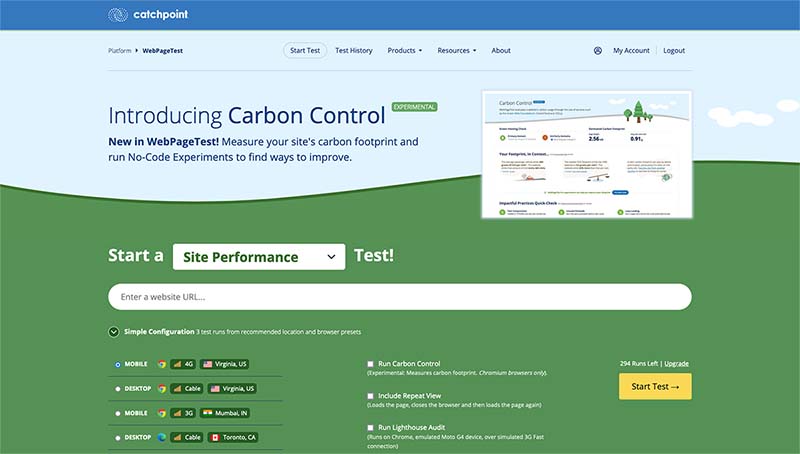 catchpoint
Platform WebPageTest
Start Test Test History Products Resources About My Account Logout
Introducing Carbon Control EXPERIMENTAL
New in WebPageTest! Measure your site's carbon footprint and
run No-Code Experiments to find ways to improve.
Carbon Control
Your Footprint, In Context...
Impactful Practices Quick-Check
Start a Site Performance Test!
Enter a website URL...
Simple Configuration 3 test runs from recommended location and browser presets
MOBILE 4G Virginia, US
DESKTOP Cable Virginia, US
MOBILE 3G Mumbai, IN
DESKTOP Cable Toronto, CA
Run Carbon Control
(Experimental: Measures carbon footprint. Chromium browsers only).
Include Repeat View
(Loads the page, closes the browser and then loads the page again)
Run Lighthouse Audit
(Runs on Chrome, emulated Moto G4 device, over simulated 3G Fast
connection)
294 Runs Left | Upgrade
Start Test →